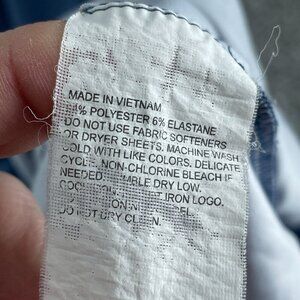 MADE IN VIETNAM
% POLYESTER 6% ELASTANE
DO NOT USE FABRIC SOFTENERS
OR DRYER SHEETS. MACHINE WASH
COLD WITH LIKE COLORS. DELICATE
CYCLE. NON-CHLORINE BLEACH IF
NEEDED. TUMBLE DRY LOW.
IRON LOGO.
DO NOT DRY CLEAN.